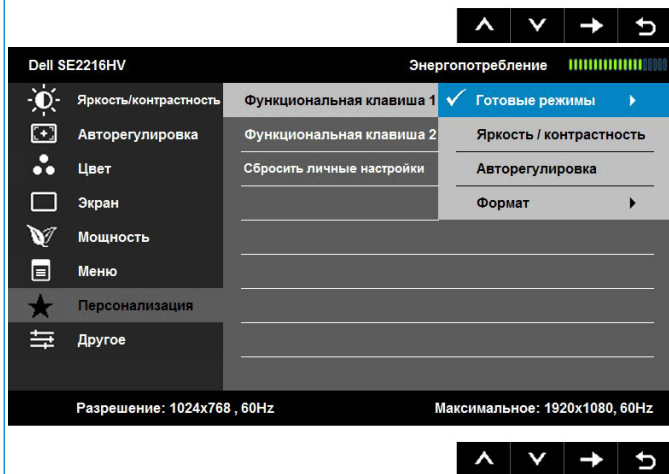 Dell SE2216HV Энергопотребление
Яркость/контрастность Функциональная клавиша 1 Готовые режимы
Авторегулировка Функциональная клавиша 2 Яркость / контрастность
Цвет Сбросить личные настройки Авторегулировка
Экран Формат
Мощность
Меню
Персонализация
Другое
Разрешение: 1024x768 , 60Hz Максимальное: 1920x1080, 60Hz